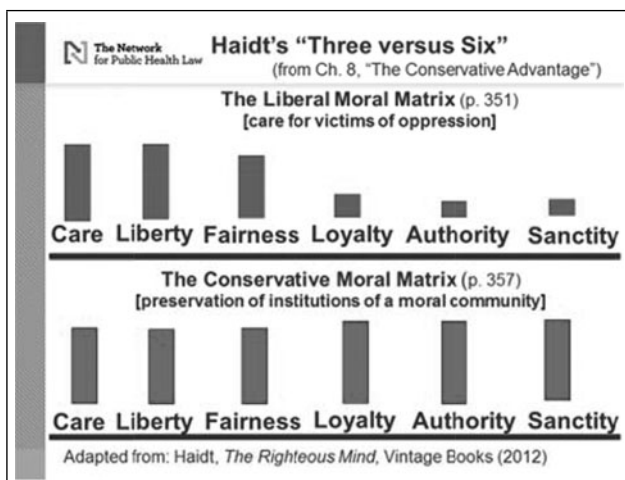 The Network
for Public Health Law
Haidt's "Three versus Six"
(from Ch. 8, "The Conservative Advantage")
The Liberal Moral Matrix (p. 351)
[care for victims of oppression]
Care Liberty Fairness Loyalty Authority Sanctity
The Conservative Moral Matrix (p. 357)
[preservation of institutions of a moral community]
Care Liberty Fairness Loyalty Authority Sanctity
Adapted from: Haidt, The Righteous Mind, Vintage Books (2012)